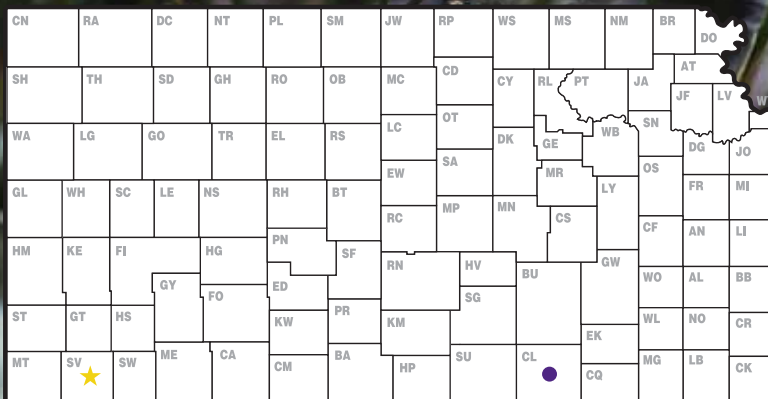 CN RA DC NT PL SM JW RP WS MS NM BR DO
SH TH SD GH RO OB MC CD CY RL PT JA AT JF LV
WA LG GO TR EL RS LC OT DK GE WB SN DG JO
GL WH SC LE NS RH BT EW SA MR LY OS FR MI
RC MP MN CS CF AN LI
HM KE FI HG PN SF RN HV BU GW WO AL BB
GY FO ED SG
ST GT HS KW PR KM EK WL NO CR
MT SV SW ME CA CM BA HP SU CL CQ MG LB CK